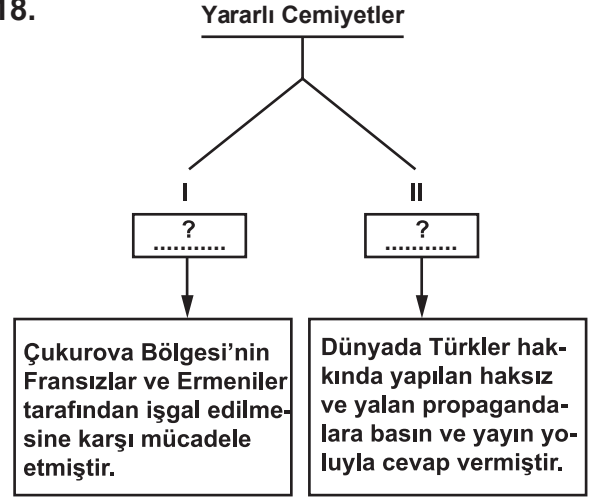 18.
Yararlı Cemiyetler
I
II
?
...........
?
...........
Çukurova Bölgesi’nin
Fransızlar ve Ermeniler
tarafından işgal edilme-
sine karşı mücadele
etmiştir.
Dünyada Türkler hak-
kında yapılan haksız
ve yalan propaganda-
lara basın ve yayın yo-
luyla cevap vermiştir.